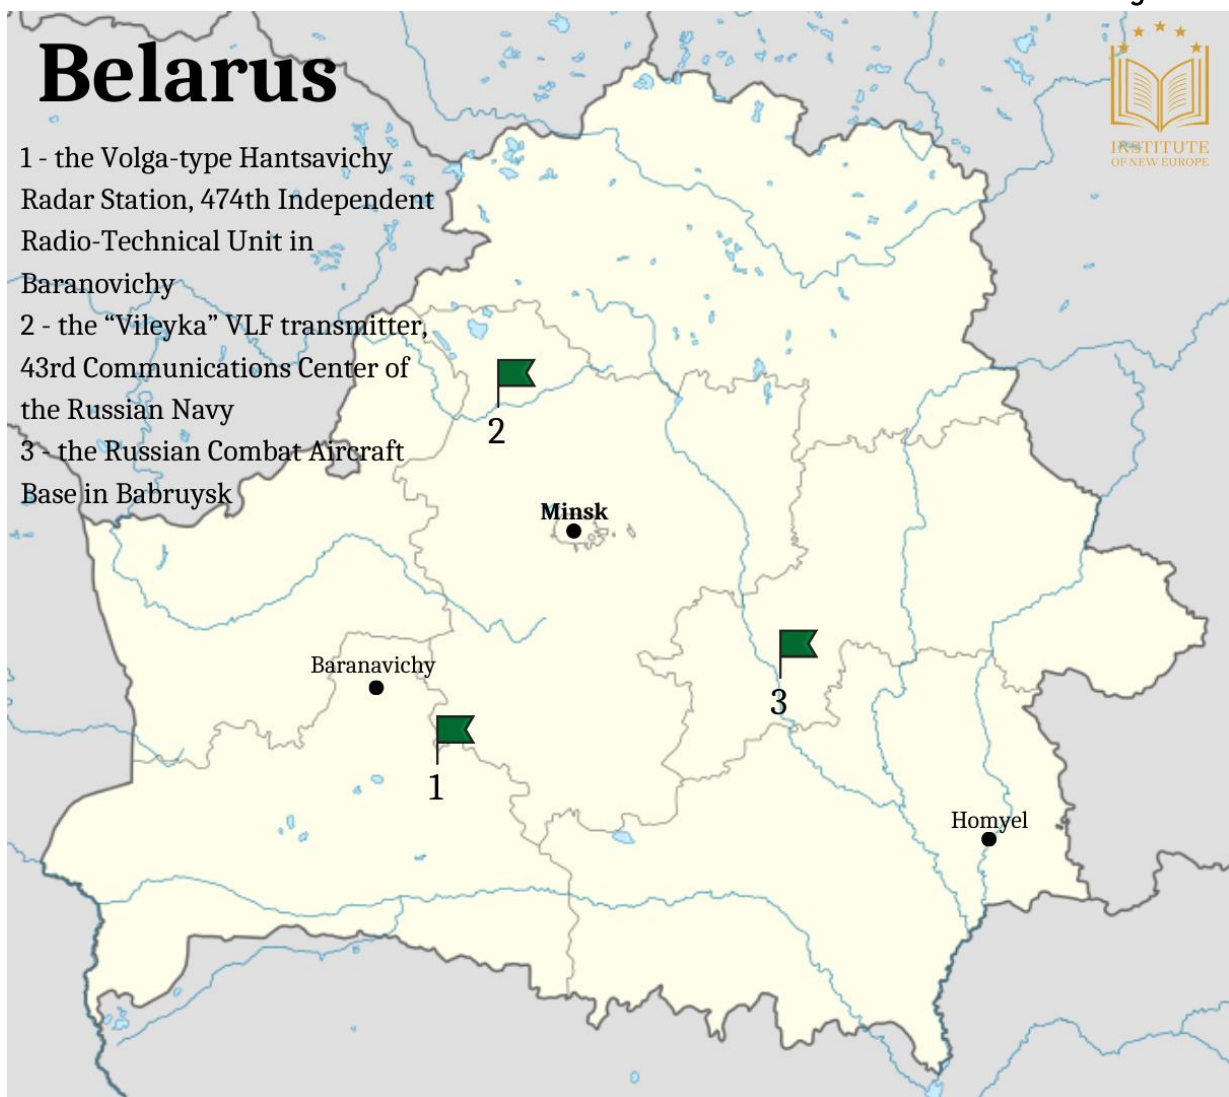 Belarus
1 - the Volga-type Hantsavichy
Radar Station, 474th Independent
Radio-Technical Unit in
Baranovichy
2 - the “Vileyka” VLF transmitter,
43rd Communications Center of
the Russian Navy
3 - the Russian Combat Aircraft
Base in Babruysk
INSTITUTE
OF NEW EUROPE
2
Minsk
Baranavichy
3
1
Homyel